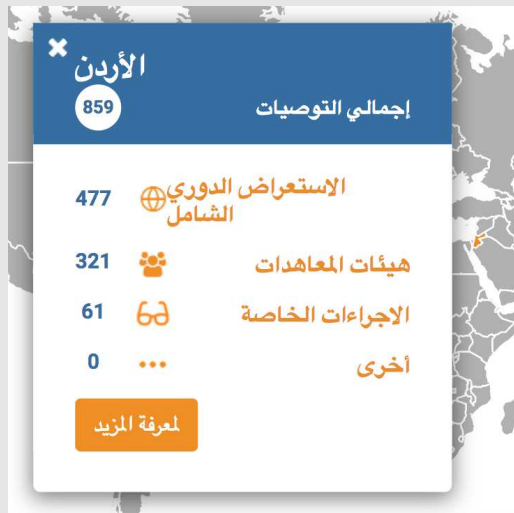 الأردن
إجمالي التوصيات 859
الاستعراض الدوري
الشامل 477
هيئات المعاهدات 321
الاجراءات الخاصة 61
أخرى 0
لمعرفة المزيد